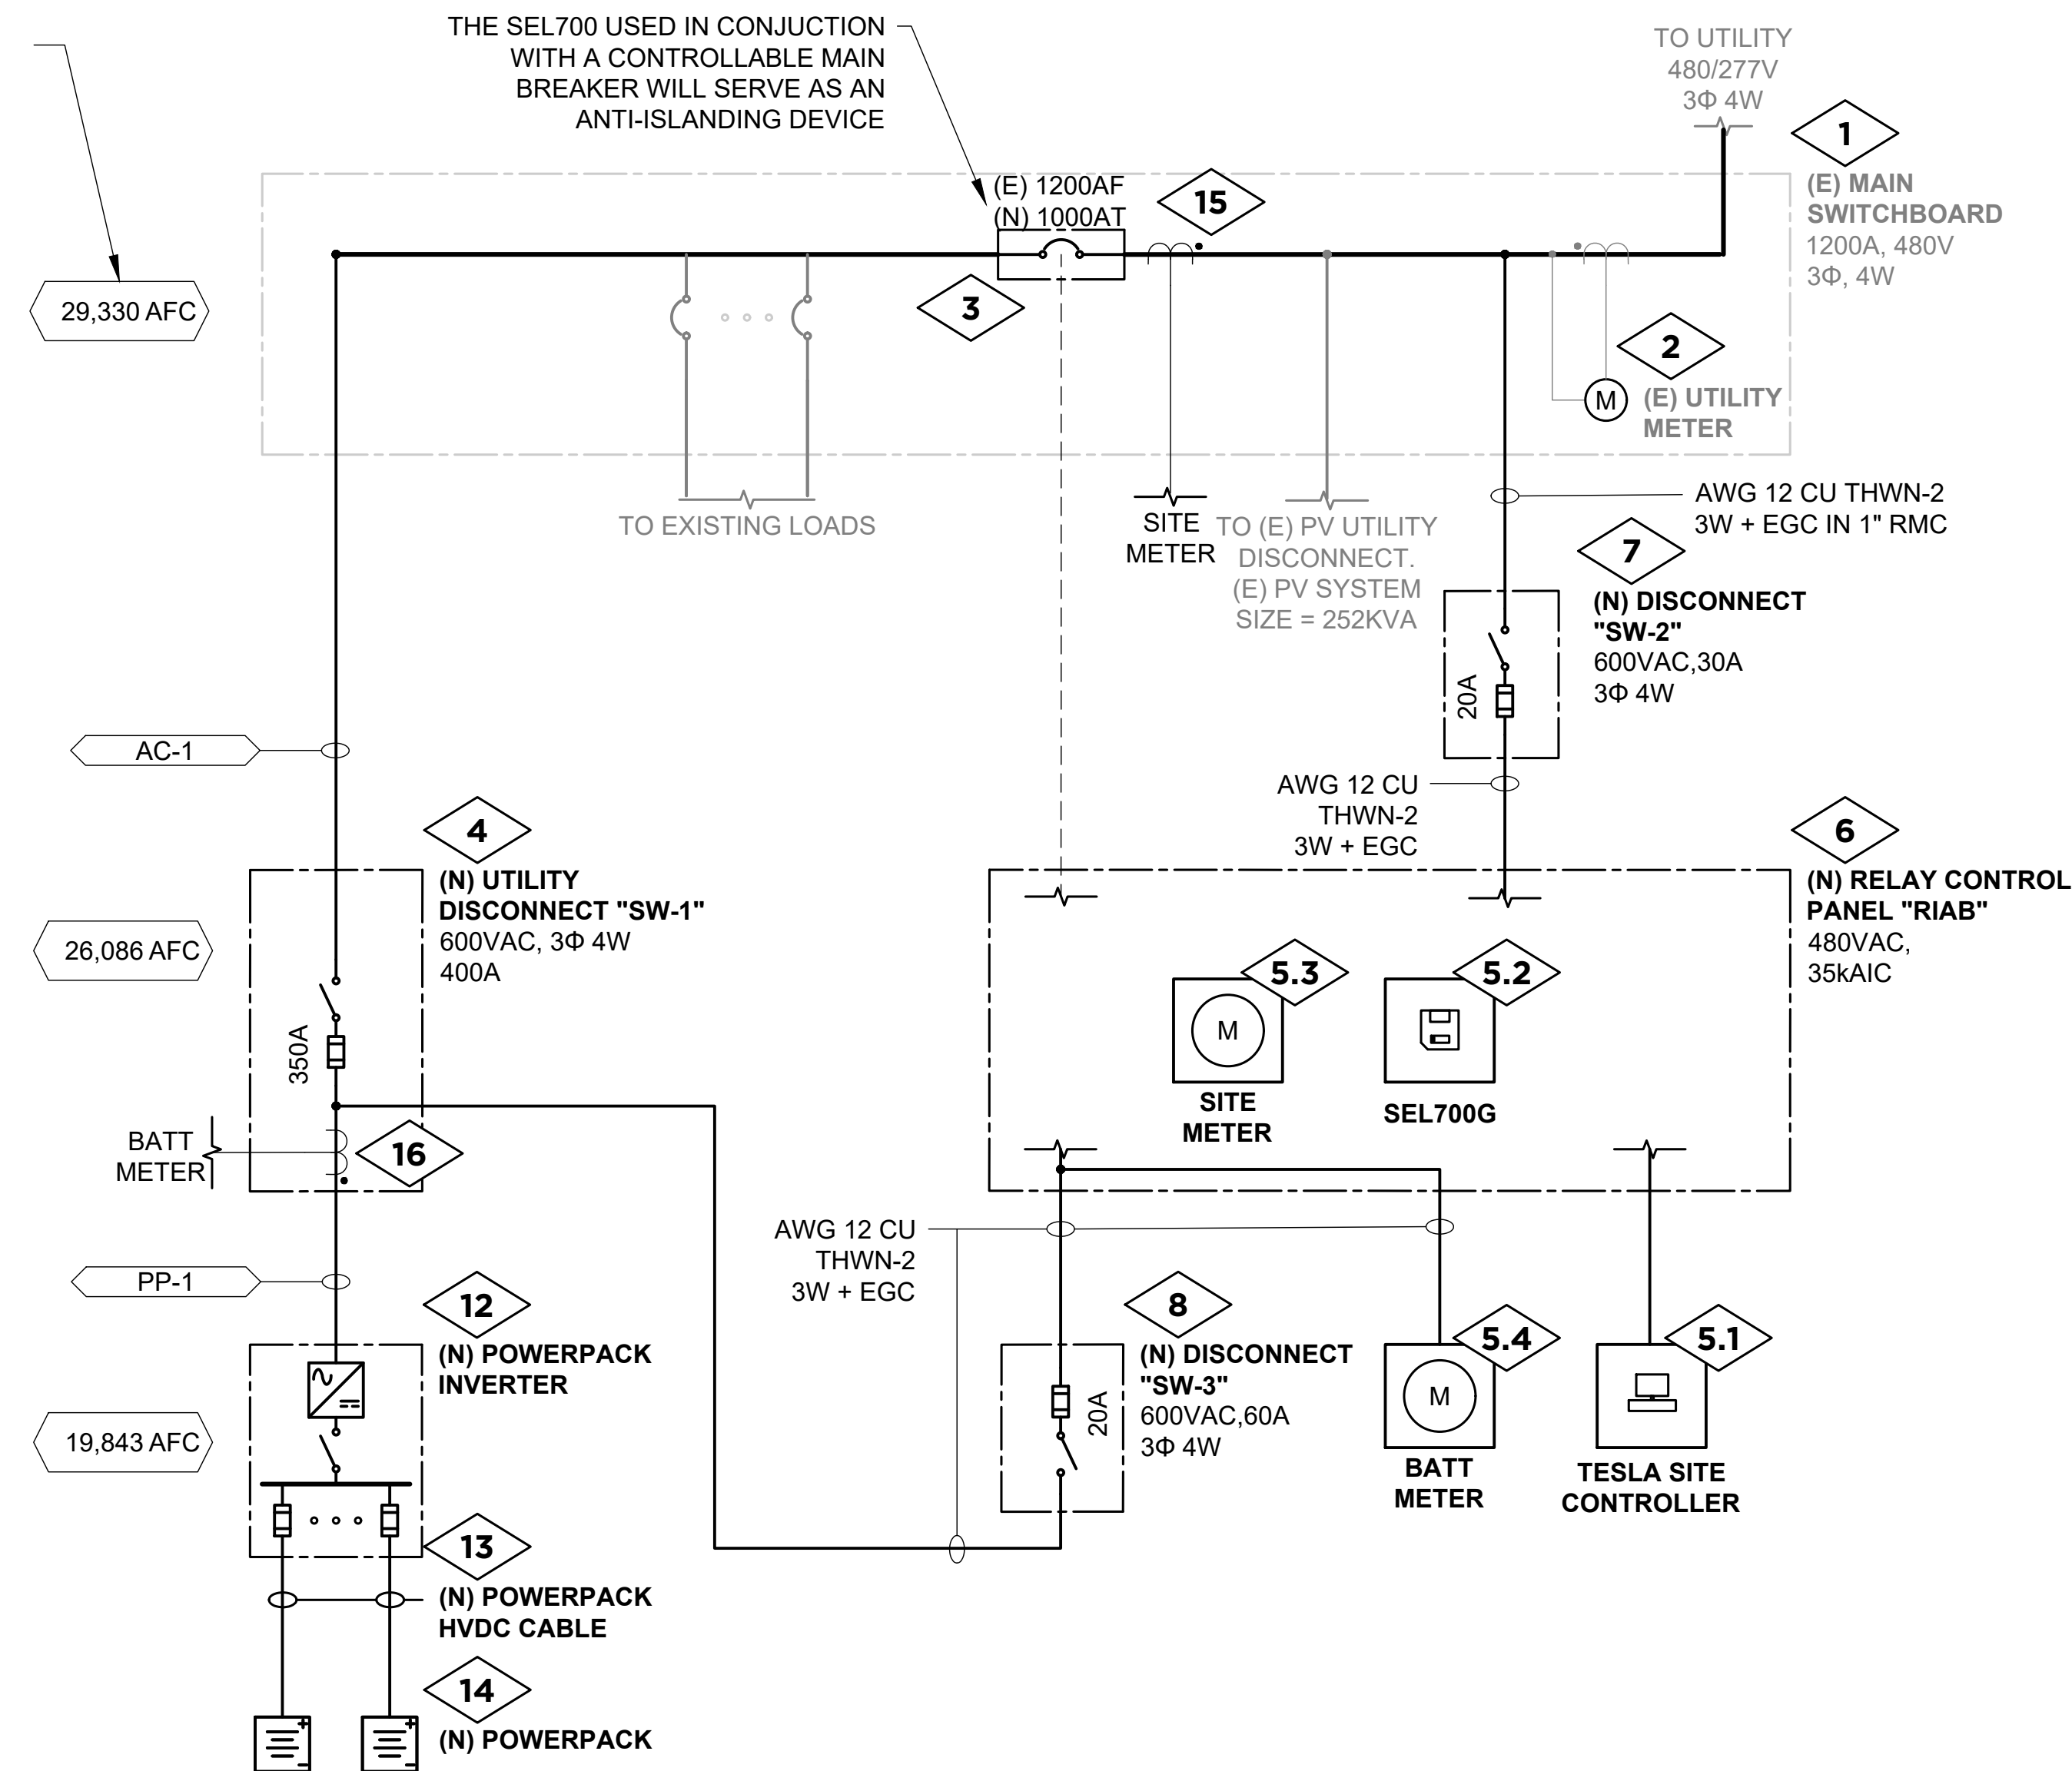 THE SEL700 USED IN CONJUCTION
WITH A CONTROLLABLE MAIN
BREAKER WILL SERVE AS AN
ANTI-ISLANDING DEVICE
TO UTILITY
480/277V
3Φ 4W
1
(E) MAIN
SWITCHBOARD
1200A, 480V
3Φ, 4W
(E) 1200AF
(N) 1000AT
15
3
29,330 AFC
2
M
(E) UTILITY
METER
TO EXISTING LOADS
SITE
METER
TO (E) PV UTILITY
DISCONNECT.
(E) PV SYSTEM
SIZE = 252KVA
AWG 12 CU THWN-2
3W + EGC IN 1" RMC
7
(N) DISCONNECT
"SW-2"
600VAC,30A
3Φ 4W
20A
AC-1
AWG 12 CU
THWN-2
3W + EGC
4
(N) UTILITY
DISCONNECT "SW-1"
600VAC, 3Φ 4W
400A
26,086 AFC
350A
6
(N) RELAY CONTROL
PANEL "RIAB"
480VAC,
35kAIC
5.3
M
SITE
METER
5.2
SEL700G
BATT
METER
16
AWG 12 CU
THWN-2
3W + EGC
PP-1
12
(N) POWERPACK
INVERTER
19,843 AFC
8
(N) DISCONNECT
"SW-3"
600VAC,60A
3Φ 4W
20A
5.4
M
BATT
METER
5.1
TESLA SITE
CONTROLLER
13
(N) POWERPACK
HVDC CABLE
14
(N) POWERPACK